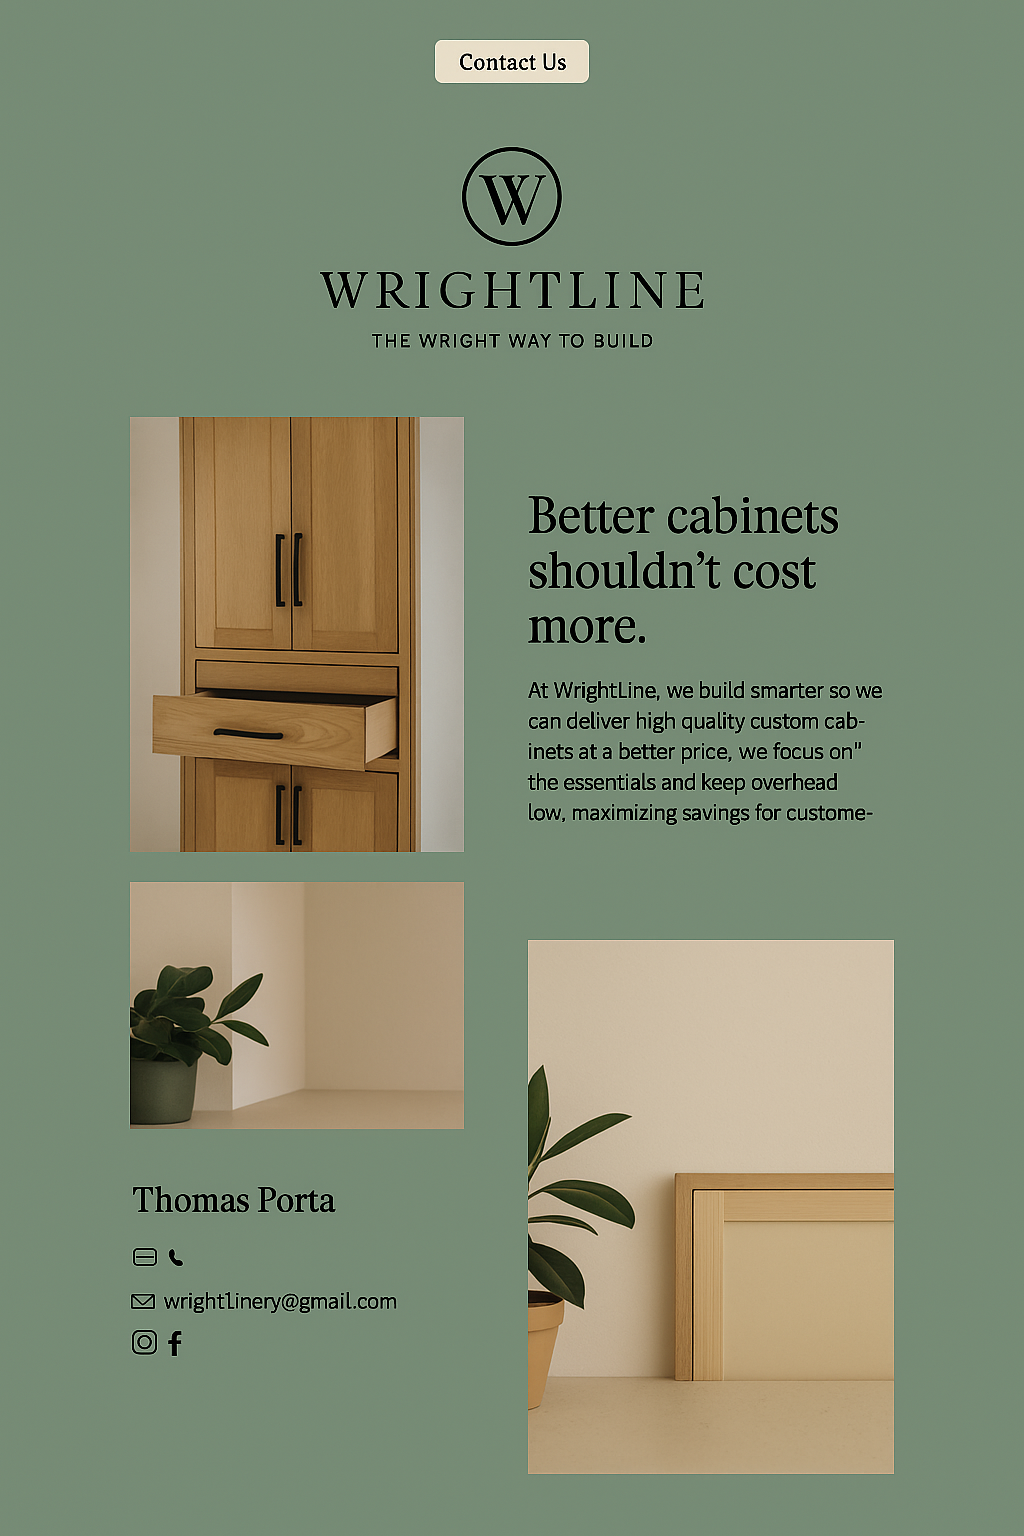 Contact Us
W
WRIGHTLINE
THE WRIGHT WAY TO BUILD
Better cabinets
shouldn’t cost
more.
At WrightLine, we build smarter so we
can deliver high quality custom cab-
inets at a better price, we focus on"
the essentials and keep overhead
low, maximizing savings for custome-
Thomas Porta
wright1inery@gmail.com